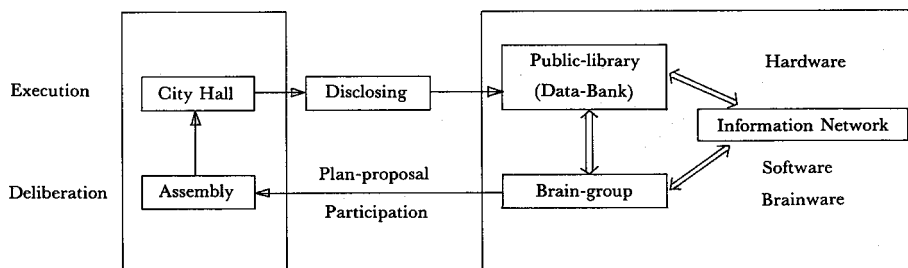 Execution
City Hall
Disclosing
Public-library
(Data-Bank)
Hardware
Information Network
Deliberation
Assembly
Plan-proposal
Participation
Brain-group
Software
Brainware